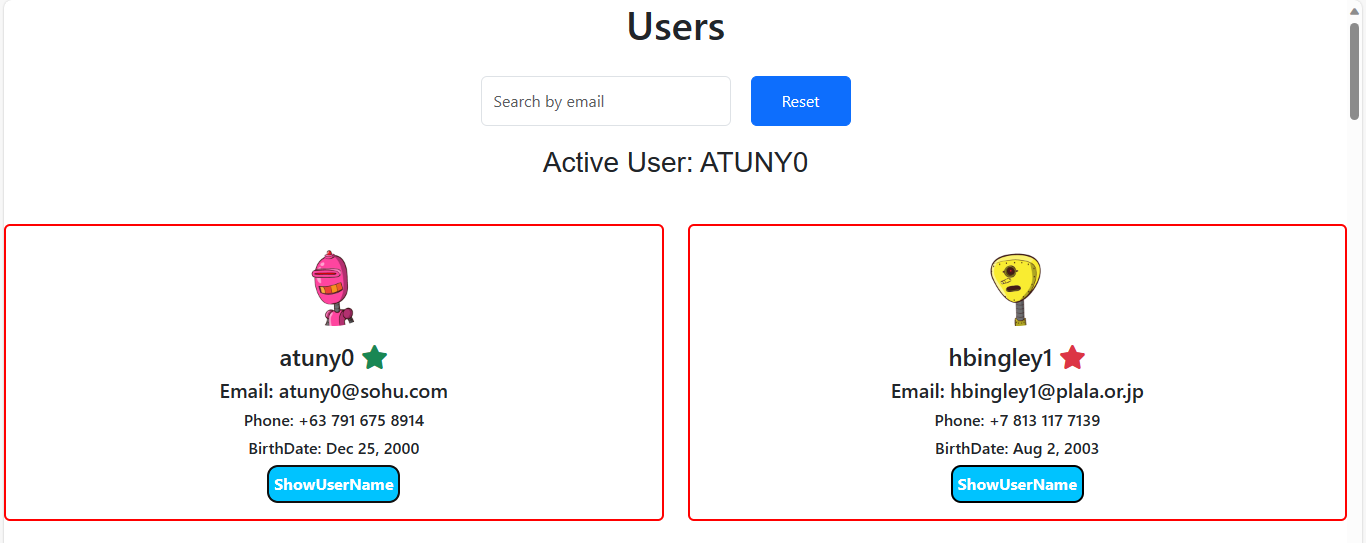 Users
Search by email
Reset
Active User: ATUNY0
atuny0
Email: atuny0@sohu.com
Phone: +63 791 675 8914
BirthDate: Dec 25, 2000
ShowUserName
hbingley1
Email: hbingley1@plala.or.jp
Phone: +7 813 117 7139
BirthDate: Aug 2, 2003
ShowUserName